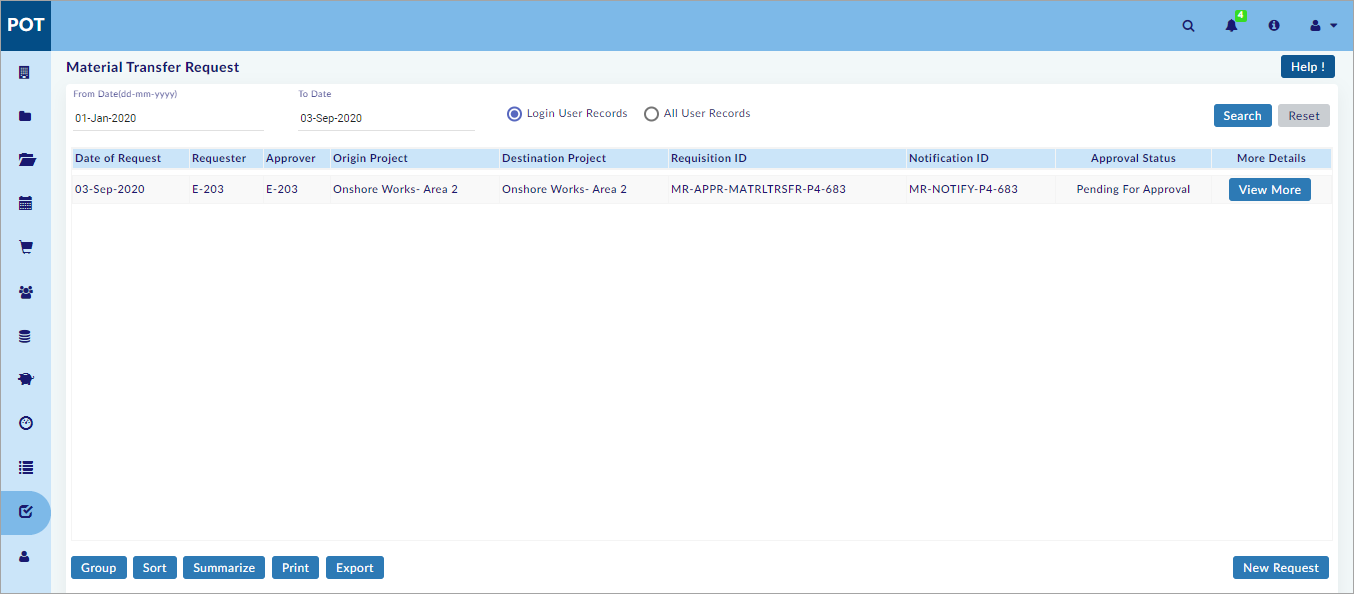 POT
4
Material Transfer Request
Help !
From Date(dd-mm-yyyy) To Date
01-Jan-2020 03-Sep-2020 Login User Records All User Records Search Reset
Date of Request Requester Approver Origin Project Destination Project Requisition ID Notification ID Approval Status More Details
03-Sep-2020 E-203 E-203 Onshore Works- Area 2 Onshore Works- Area 2 MR-APPR-MATRLTRSFR-P4-683 MR-NOTIFY-P4-683 Pending For Approval View More
Group Sort Summarize Print Export New Request